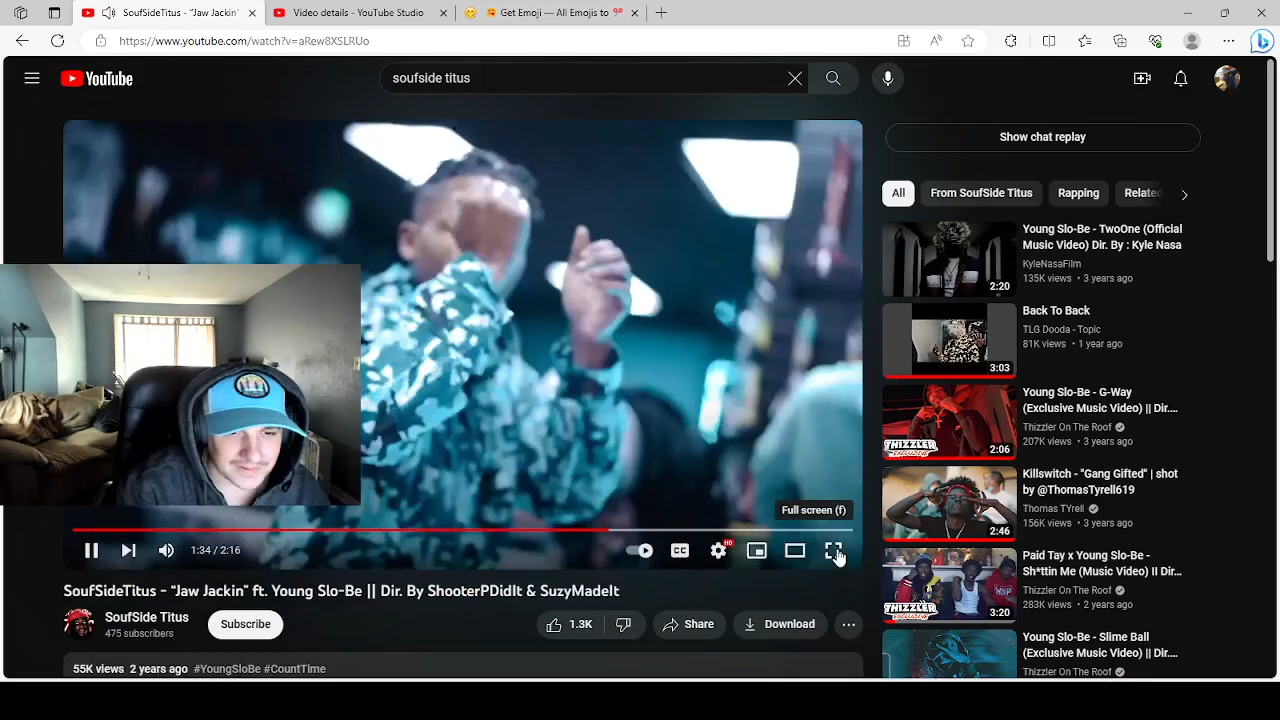 SoufSideTitus - “Jaw Jackin’
Video details - YouTube Studio
Get Emoji — All Emojis to
https://www.youtube.com/watch?v=aRew8XSLRUo
YouTube
soufside titus
Show chat replay
All
From SoufSide Titus
Rapping
Related
Young Slo-Be - TwoOne (Official
Music Video) Dir. By : Kyle Nasa
KyleNasaFilm
135K views • 3 years ago
2:20
Back To Back
TLG Dooda - Topic
81K views • 1 year ago
3:03
Young Slo-Be - G-Way
(Exclusive Music Video) || Dir....
Thizzler On The Roof
207K views • 3 years ago
THIZZLER
2:06
Killswitch - "Gang Gifted" | shot
by @ThomasTyrell619
Thomas TYrell
156K views • 3 years ago
2:46
Paid Tay x Young Slo-Be -
Sh*ttin Me (Music Video) II Dir...
Thizzler On The Roof
283K views • 2 years ago
THIZZLER
3:20
Young Slo-Be - Slime Ball
(Exclusive Music Video) || Dir....
Thizzler On The Roof
Full screen (f)
1:34 / 2:16
CC
HD
SoufSideTitus - “Jaw Jackin” ft. Young Slo-Be || Dir. By ShooterPDidIt & SuzyMadeIt
SoufSide Titus
475 subscribers
Subscribe
1.3K
Share
Download
55K views 2 years ago #YoungSloBe #CountTime